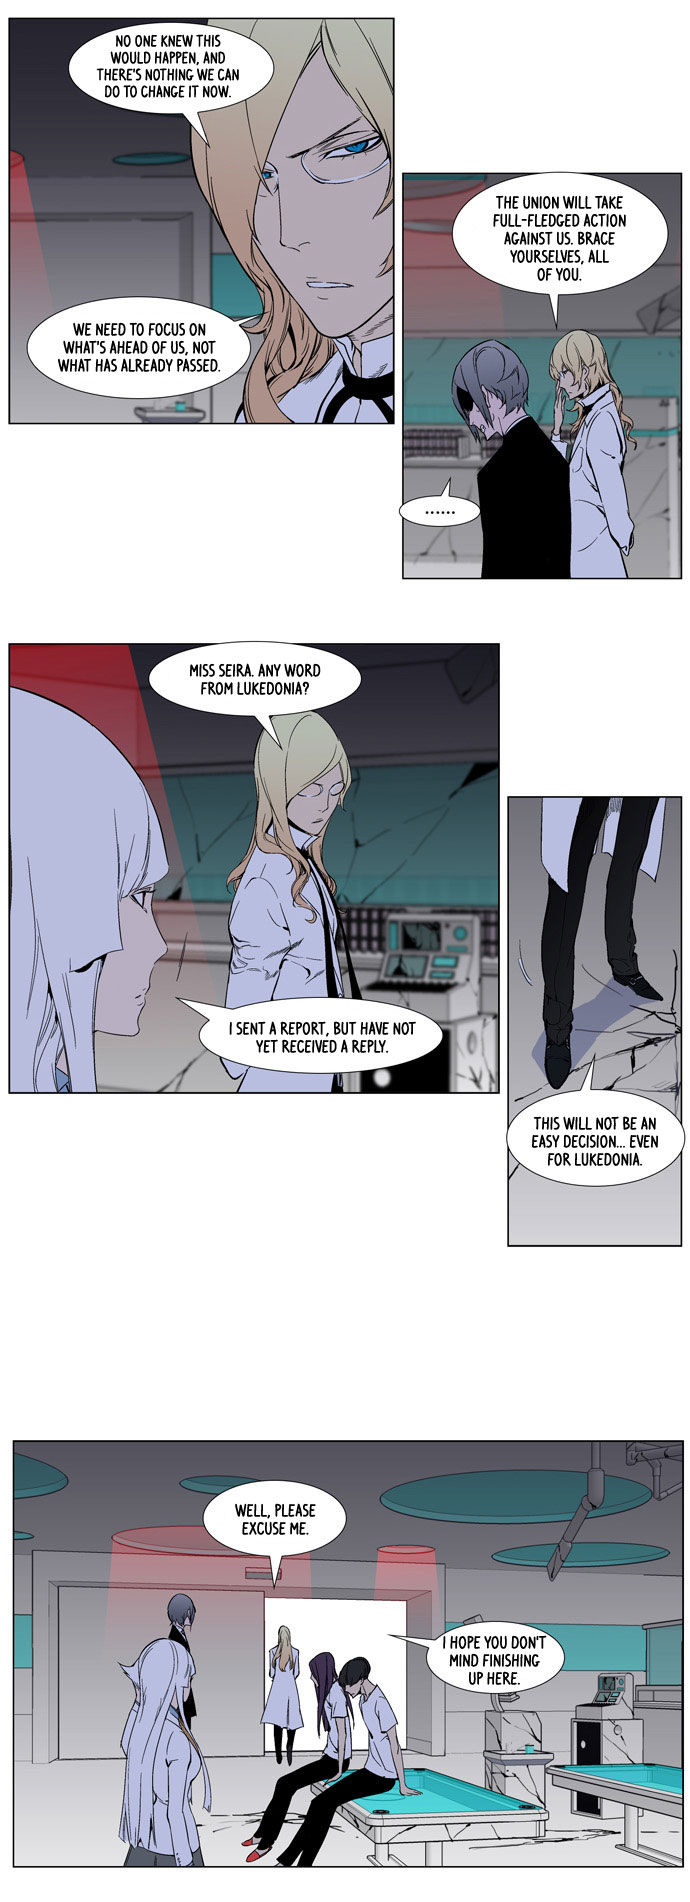 NO ONE KNEW THIS
WOULD HAPPEN, AND
THERE'S NOTHING WE CAN
DO TO CHANGE IT NOW.
WE NEED TO FOCUS ON
WHAT'S AHEAD OF US, NOT
WHAT HAS ALREADY PASSED.
THE UNION WILL TAKE
FULL-FLEDGED ACTION
AGAINST US. BRACE
YOURSELVES, ALL
OF YOU.
......
MISS SEIRA. ANY WORD
FROM LUKEDONIA?
I SENT A REPORT, BUT HAVE NOT
YET RECEIVED A REPLY.
THIS WILL NOT BE AN
EASY DECISION... EVEN
FOR LUKEDONIA.
WELL, PLEASE
EXCUSE ME.
I HOPE YOU DON'T
MIND FINISHING
UP HERE.